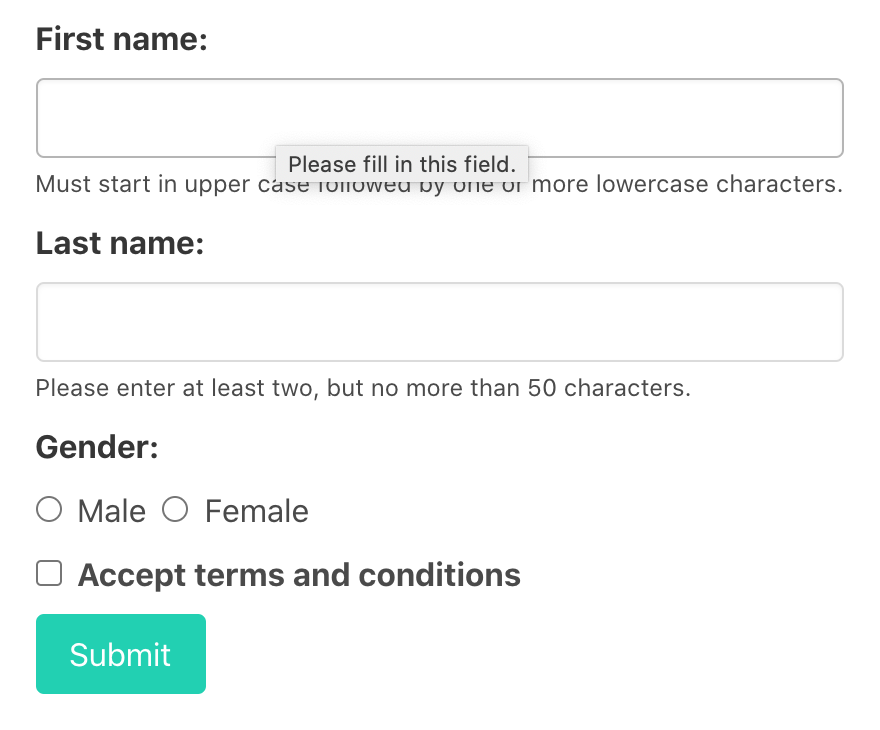 First name:
Please fill in this field.
Must start in upper case followed by one or more lowercase characters.
Last name:
Please enter at least two, but no more than 50 characters.
Gender:
Male Female
Accept terms and conditions
Submit